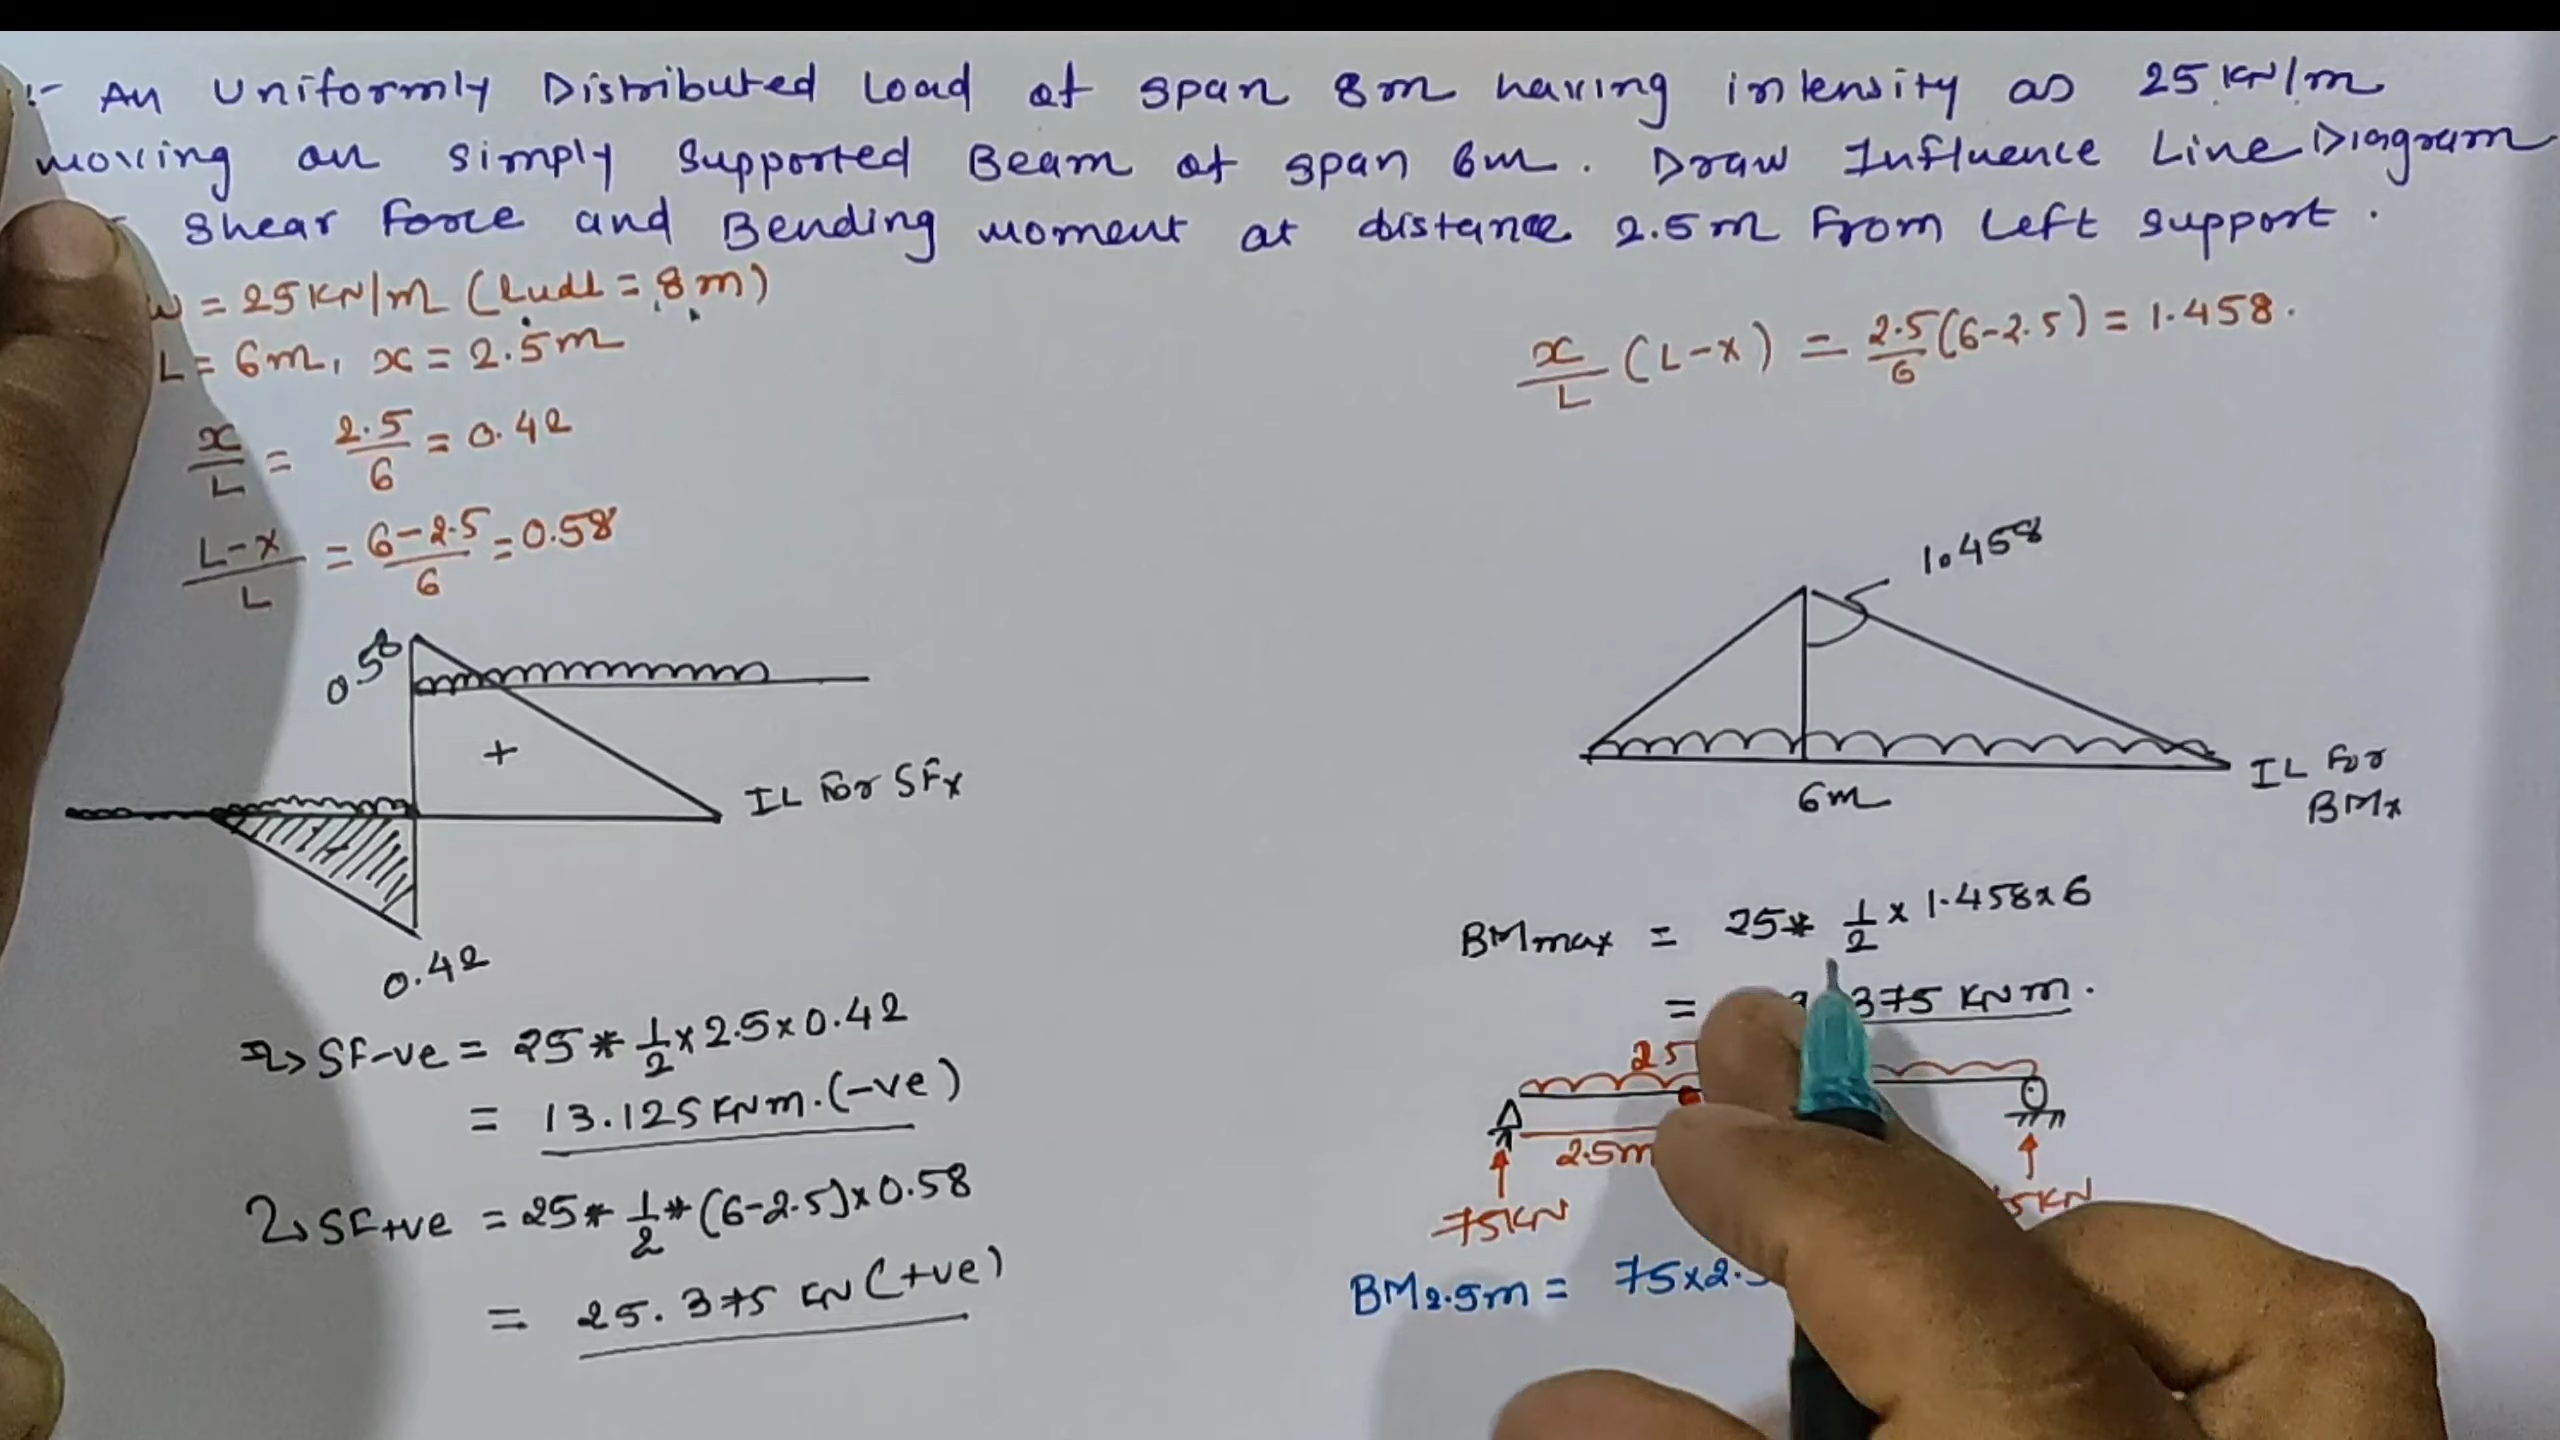 :- An Uniformly Distributed Load of span 8m having intensity as 25 KN/m
moving on simply Supported Beam of span 6m. Draw Influence Line Diagram
Shear Force and Bending moment at distance 2.5m From Left support.
w = 25KN/m (Ludl = 8m)
L = 6m, x = 2.5m
x/L = 2.5/6 = 0.42
L-x/L = 6-2.5/6 = 0.58
x/L (L-x) = 2.5/6 (6-2.5) = 1.458.
0.58
+
IL For SFx
0.42
1.458
6m
IL For
BMx
SF-ve = 25 * 1/2 x 2.5 x 0.42
= 13.125 KNm. (-ve)
2) SF+ve = 25 * 1/2 * (6-2.5) x 0.58
= 25.375 KN (+ve)
BMmax = 25 * 1/2 x 1.458 x 6
= 375 KNm.
25
2.5m
75KN
5KN
BM2.5m = 75x2.5